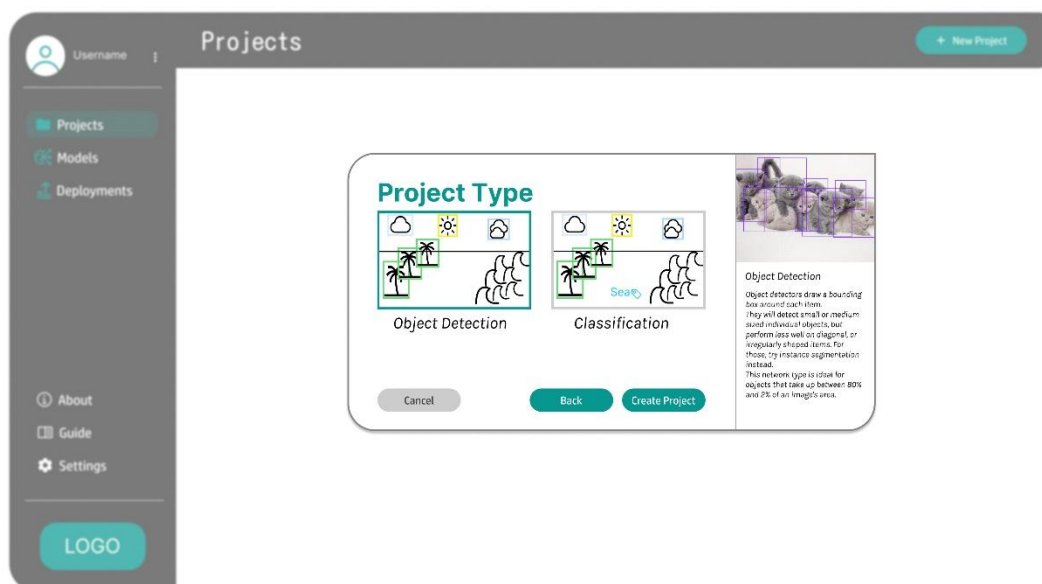 Username
Projects
+ New Project
Projects
Models
Deployments
Project Type
Sea
Object Detection
Classification
Cancel
Back
Create Project
Object Detection
Object detectors draw a bounding
box around each item.
They will detect small or medium
sized individual objects, but
perform less well on diagonal, or
irregularly shaped items. For
those, try instance segmentation
instead.
This network type is ideal for
objects that take up between 80%
and 2% of an image's area.
About
Guide
Settings
LOGO